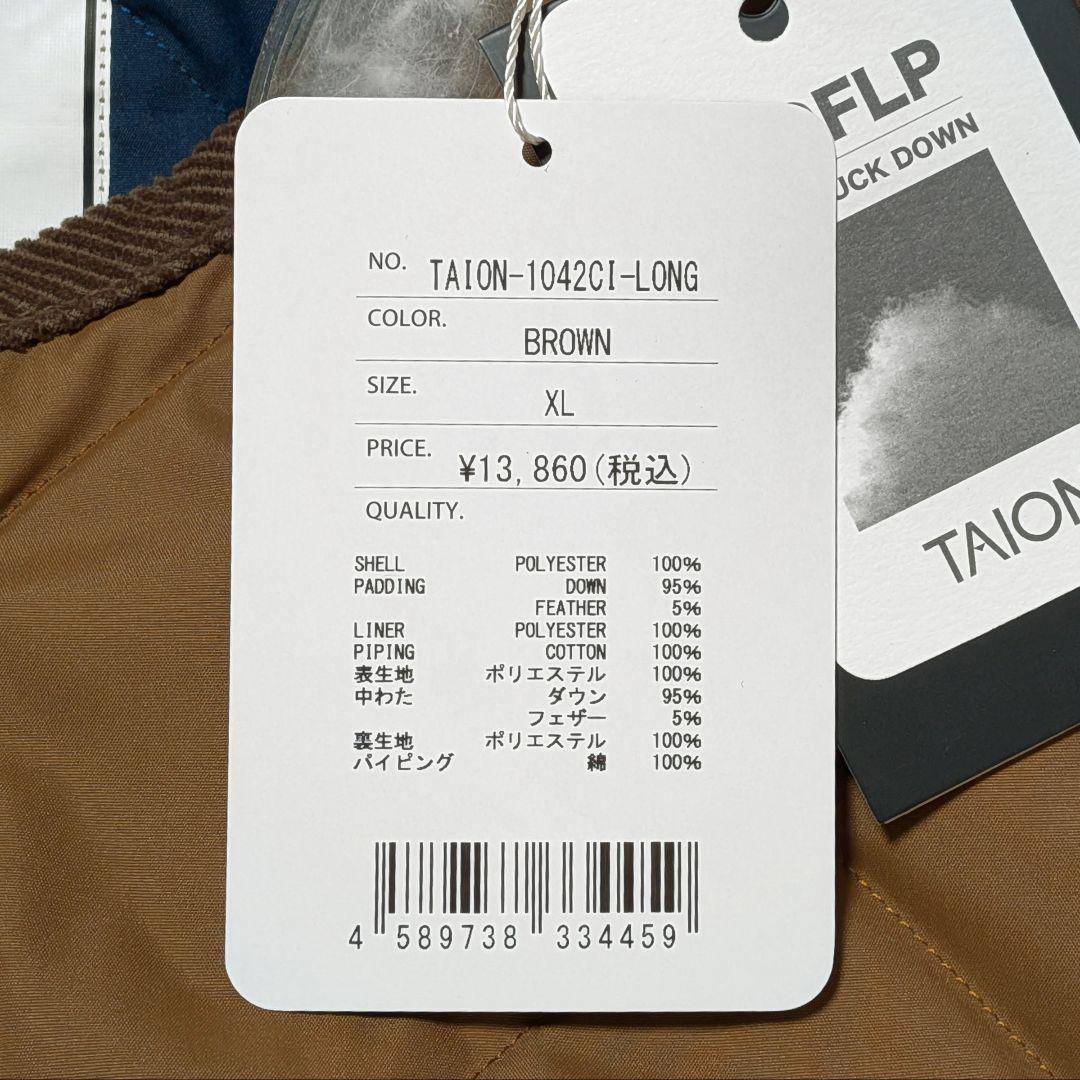 NO. TAION-1042CI-LONG
COLOR. BROWN
SIZE. XL
PRICE. ¥13,860(税込)
QUALITY.
SHELL POLYESTER 100%
PADDING DOWN 95%
FEATHER 5%
LINER POLYESTER 100%
PIPING COTTON 100%
表生地 ポリエステル 100%
中わた ダウン 95%
フェザー 5%
裏生地 ポリエステル 100%
パイピング 綿 100%
4 589738 334459
FLP
DOWN
TAION